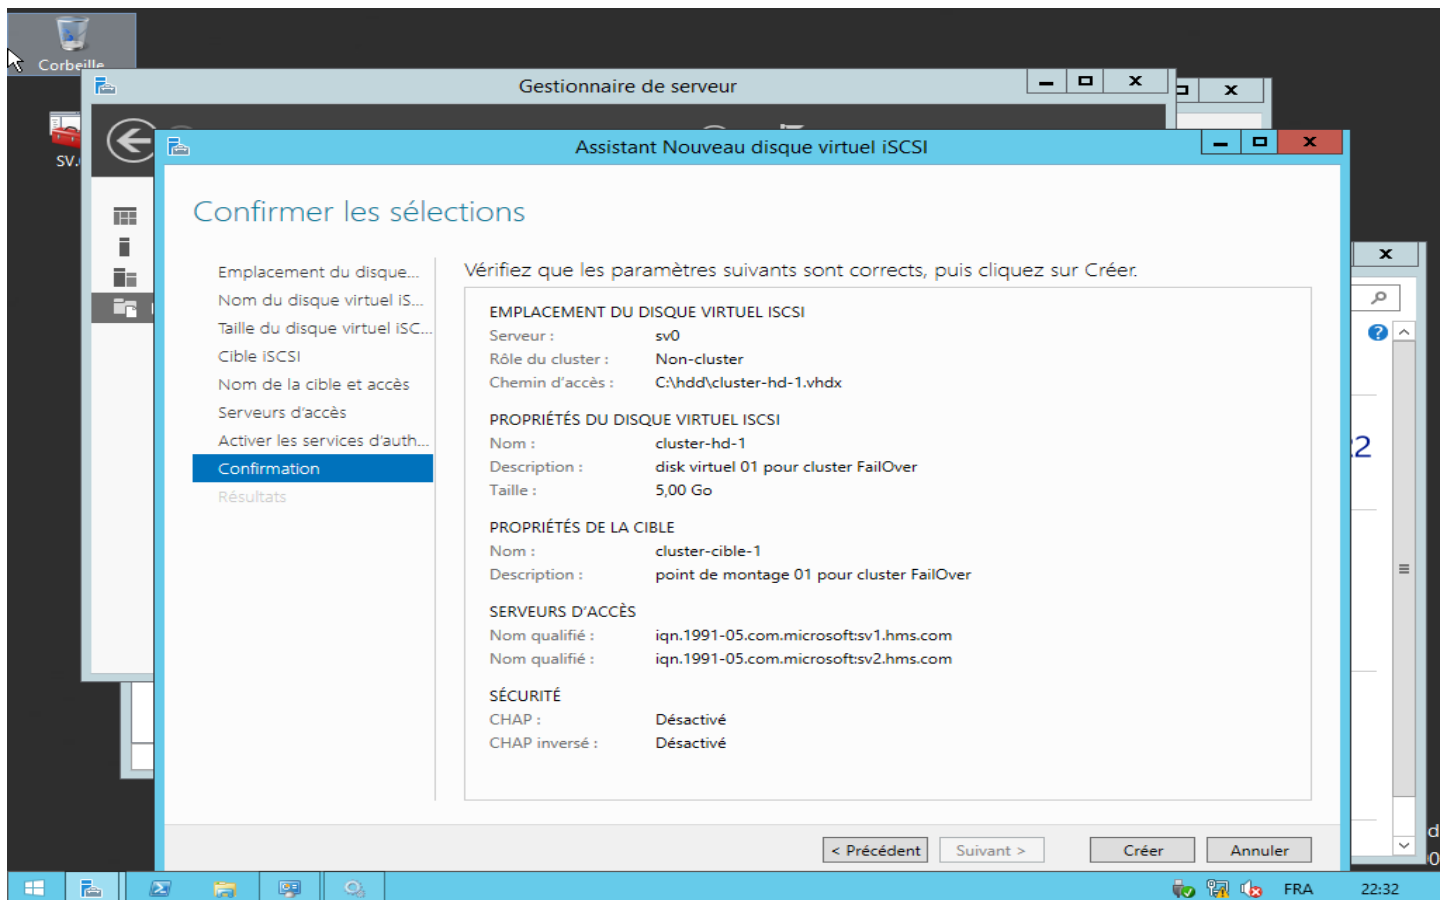 Corbeille
Gestionnaire de serveur
SV.
Assistant Nouveau disque virtuel iSCSI
Confirmer les sélections
Emplacement du disque...
Nom du disque virtuel iS...
Taille du disque virtuel iSC...
Cible iSCSI
Nom de la cible et accès
Serveurs d'accès
Activer les services d'auth...
Confirmation
Résultats
Vérifiez que les paramètres suivants sont corrects, puis cliquez sur Créer.
EMPLACEMENT DU DISQUE VIRTUEL ISCSI
Serveur : sv0
Rôle du cluster : Non-cluster
Chemin d'accès : C:\hdd\cluster-hd-1.vhdx
PROPRIÉTÉS DU DISQUE VIRTUEL ISCSI
Nom : cluster-hd-1
Description : disk virtuel 01 pour cluster FailOver
Taille : 5,00 Go
PROPRIÉTÉS DE LA CIBLE
Nom : cluster-cible-1
Description : point de montage 01 pour cluster FailOver
SERVEURS D'ACCÈS
Nom qualifié : iqn.1991-05.com.microsoft:sv1.hms.com
Nom qualifié : iqn.1991-05.com.microsoft:sv2.hms.com
SÉCURITÉ
CHAP : Désactivé
CHAP inversé : Désactivé
< Précédent
Suivant >
Créer
Annuler
FRA
22:32